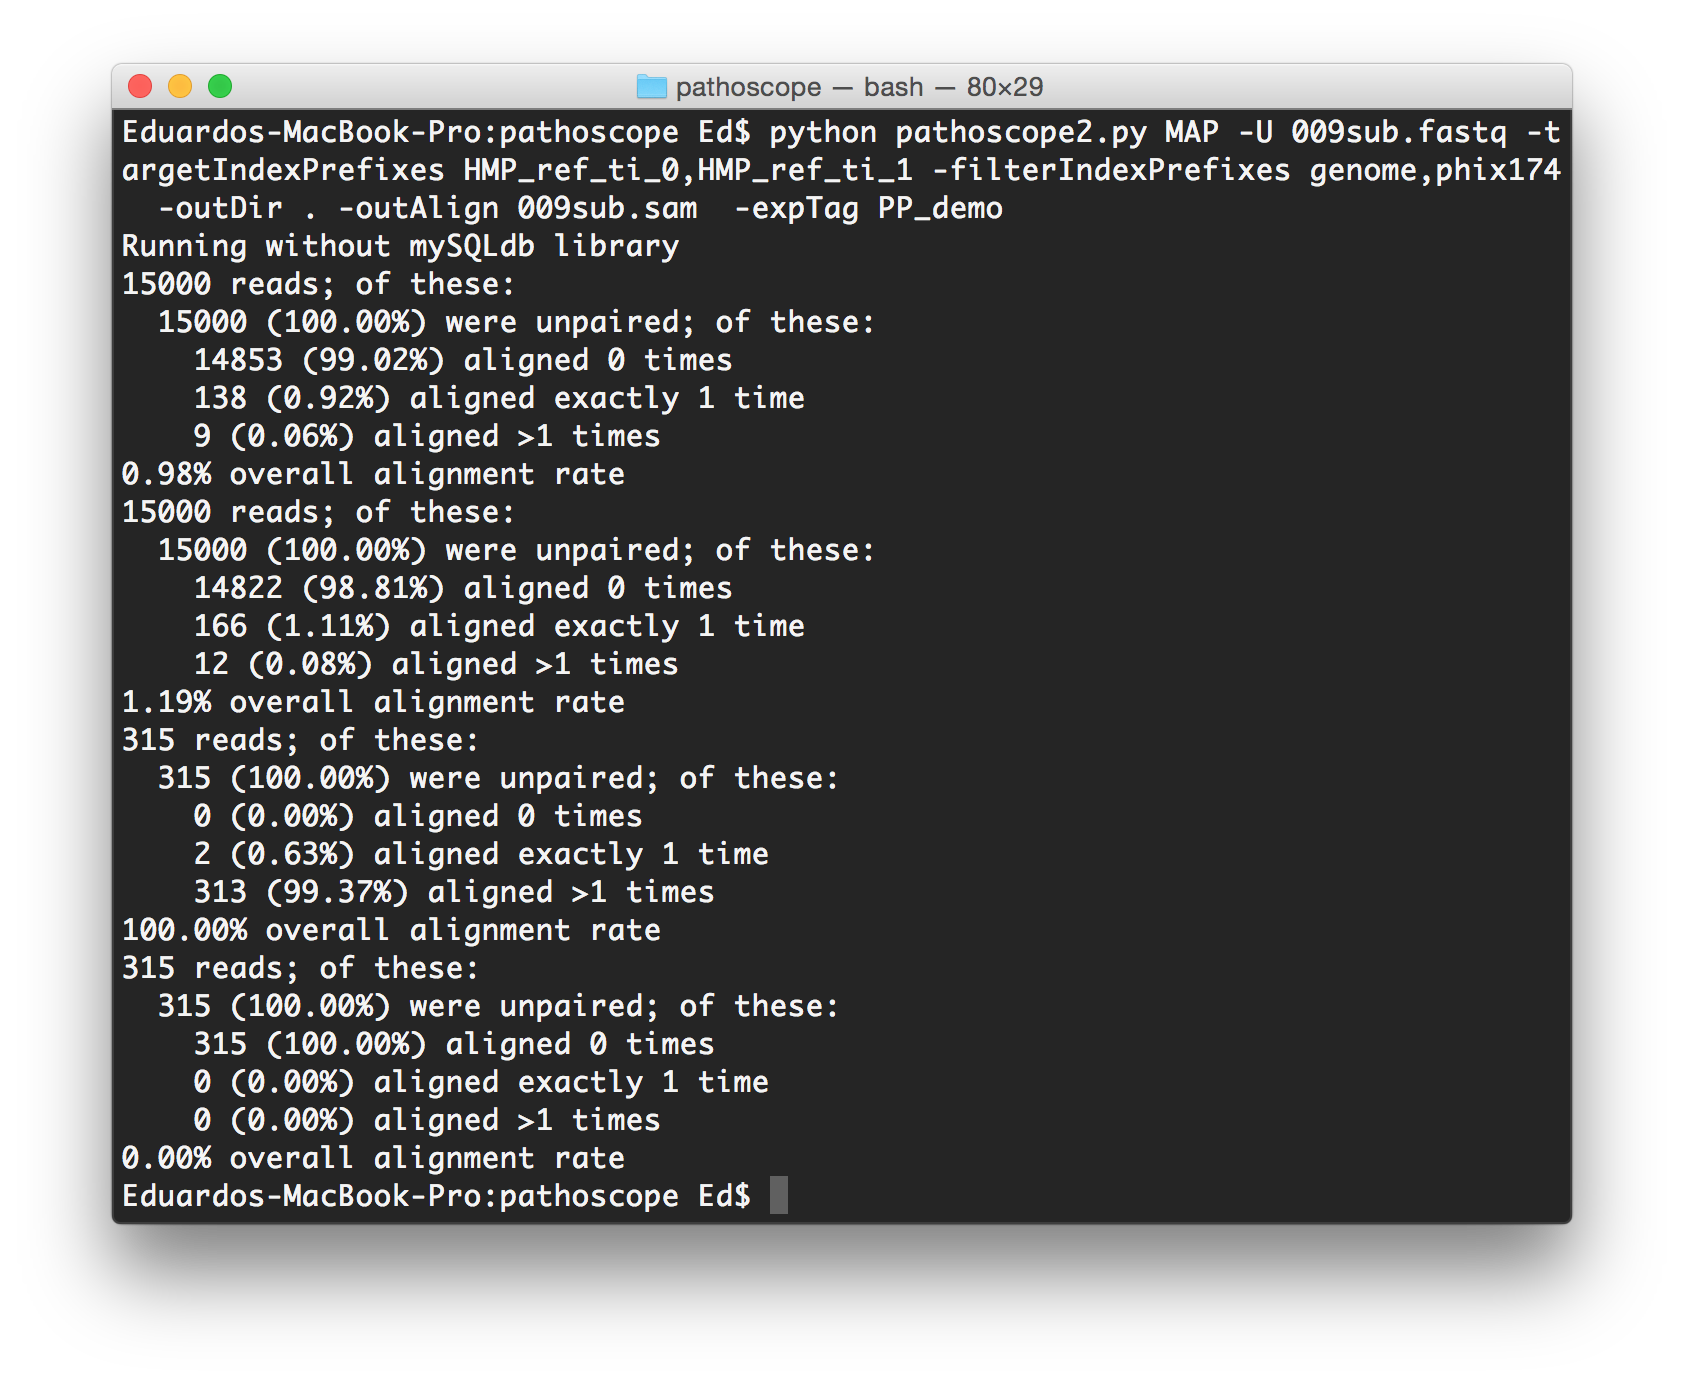 pathoscope — bash — 80×29
Eduardos-MacBook-Pro:pathoscope Ed$ python pathoscope2.py MAP -U 009sub.fastq -t
argetIndexPrefixes HMP_ref_ti_0,HMP_ref_ti_1 -filterIndexPrefixes genome,phix174
  -outDir . -outAlign 009sub.sam  -expTag PP_demo
Running without mySQLdb library
15000 reads; of these:
  15000 (100.00%) were unpaired; of these:
    14853 (99.02%) aligned 0 times
    138 (0.92%) aligned exactly 1 time
    9 (0.06%) aligned >1 times
0.98% overall alignment rate
15000 reads; of these:
  15000 (100.00%) were unpaired; of these:
    14822 (98.81%) aligned 0 times
    166 (1.11%) aligned exactly 1 time
    12 (0.08%) aligned >1 times
1.19% overall alignment rate
315 reads; of these:
  315 (100.00%) were unpaired; of these:
    0 (0.00%) aligned 0 times
    2 (0.63%) aligned exactly 1 time
    313 (99.37%) aligned >1 times
100.00% overall alignment rate
315 reads; of these:
  315 (100.00%) were unpaired; of these:
    315 (100.00%) aligned 0 times
    0 (0.00%) aligned exactly 1 time
    0 (0.00%) aligned >1 times
0.00% overall alignment rate
Eduardos-MacBook-Pro:pathoscope Ed$